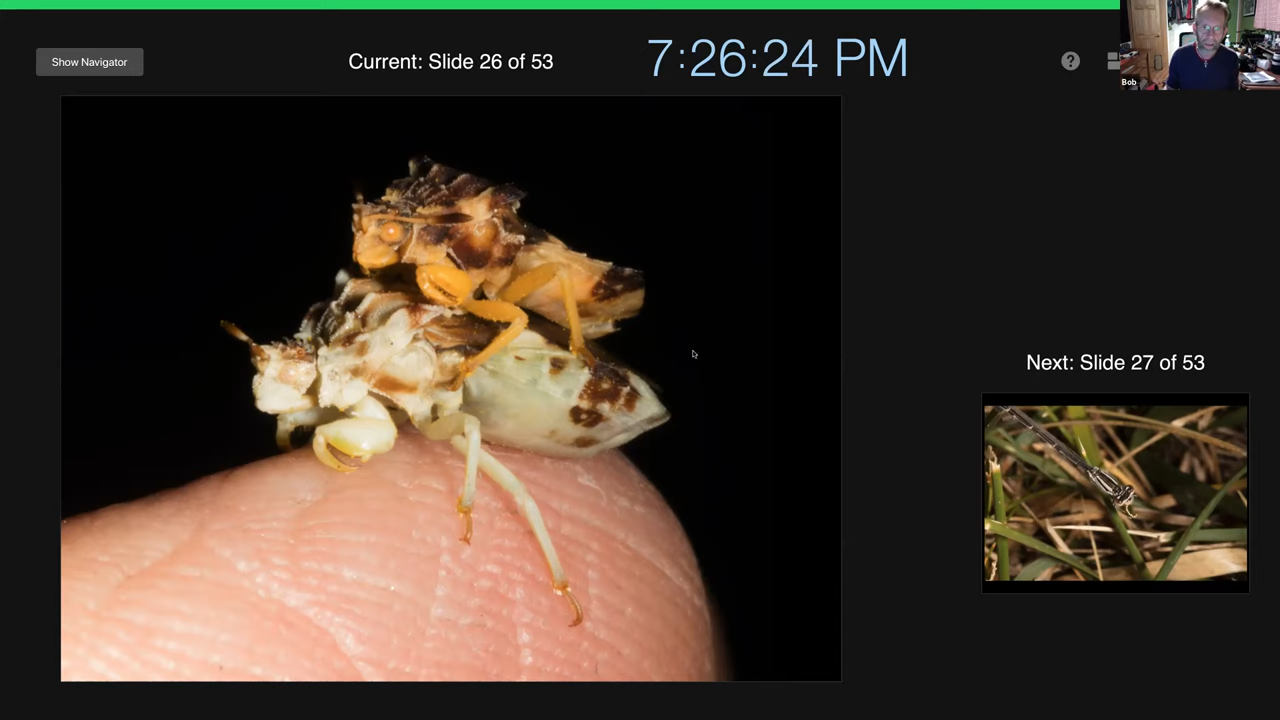 Show Navigator
Current: Slide 26 of 53
7:26:24 PM
?
Bob
Next: Slide 27 of 53